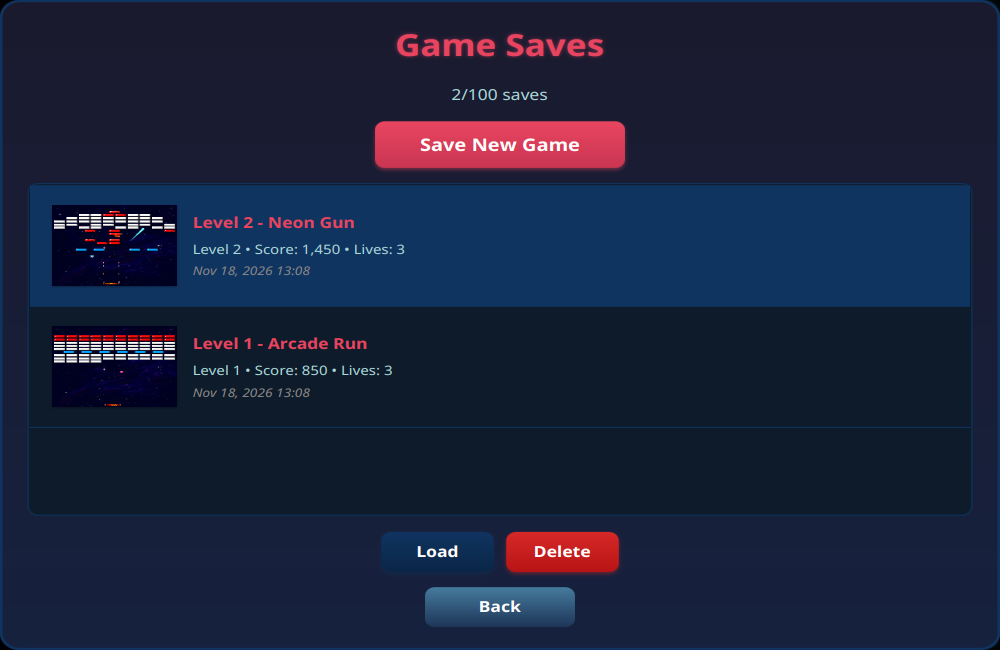 Game Saves
2/100 saves
Save New Game
Level 2 - Neon Gun
Level 2 • Score: 1,450 • Lives: 3
Nov 18, 2026 13:08
Level 1 - Arcade Run
Level 1 • Score: 850 • Lives: 3
Nov 18, 2026 13:08
Load
Delete
Back